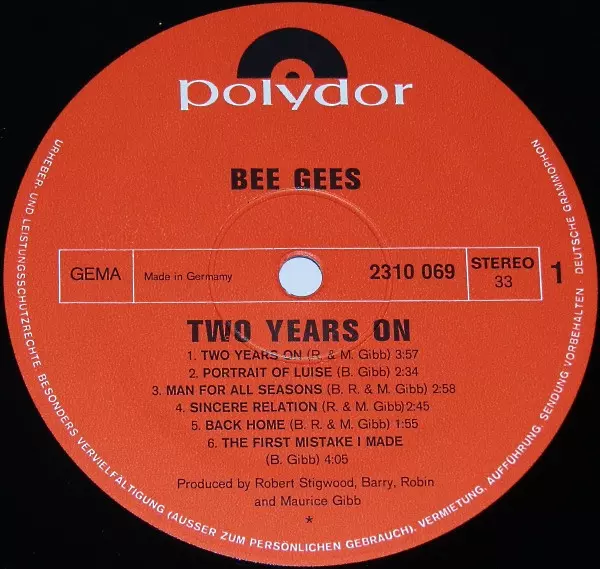 polydor
BEE GEES
GEMA
Made in Germany
2310 069
STEREO
33
1
TWO YEARS ON
1. TWO YEARS ON (R. & M. Gibb) 3:57
2. PORTRAIT OF LUISE (B. Gibb) 2:34
3. MAN FOR ALL SEASONS (B. R. & M. Gibb) 2:58
4. SINCERE RELATION (R. & M. Gibb) 2:45
5. BACK HOME (B. R. & M. Gibb) 1:55
6. THE FIRST MISTAKE I MADE
(B. Gibb) 4:05
Produced by Robert Stigwood, Barry, Robin
and Maurice Gibb
*
URHEBER- UND LEISTUNGSSCHUTZRECHTE. BESONDERS VERVIELFÄLTIGUNG (AUSSER ZUM PERSÖNLICHEN GEBRAUCH), VERMIETUNG, AUFFÜHRUNG, SENDUNG VORBEHALTEN DEUTSCHE GRAMMOPHON